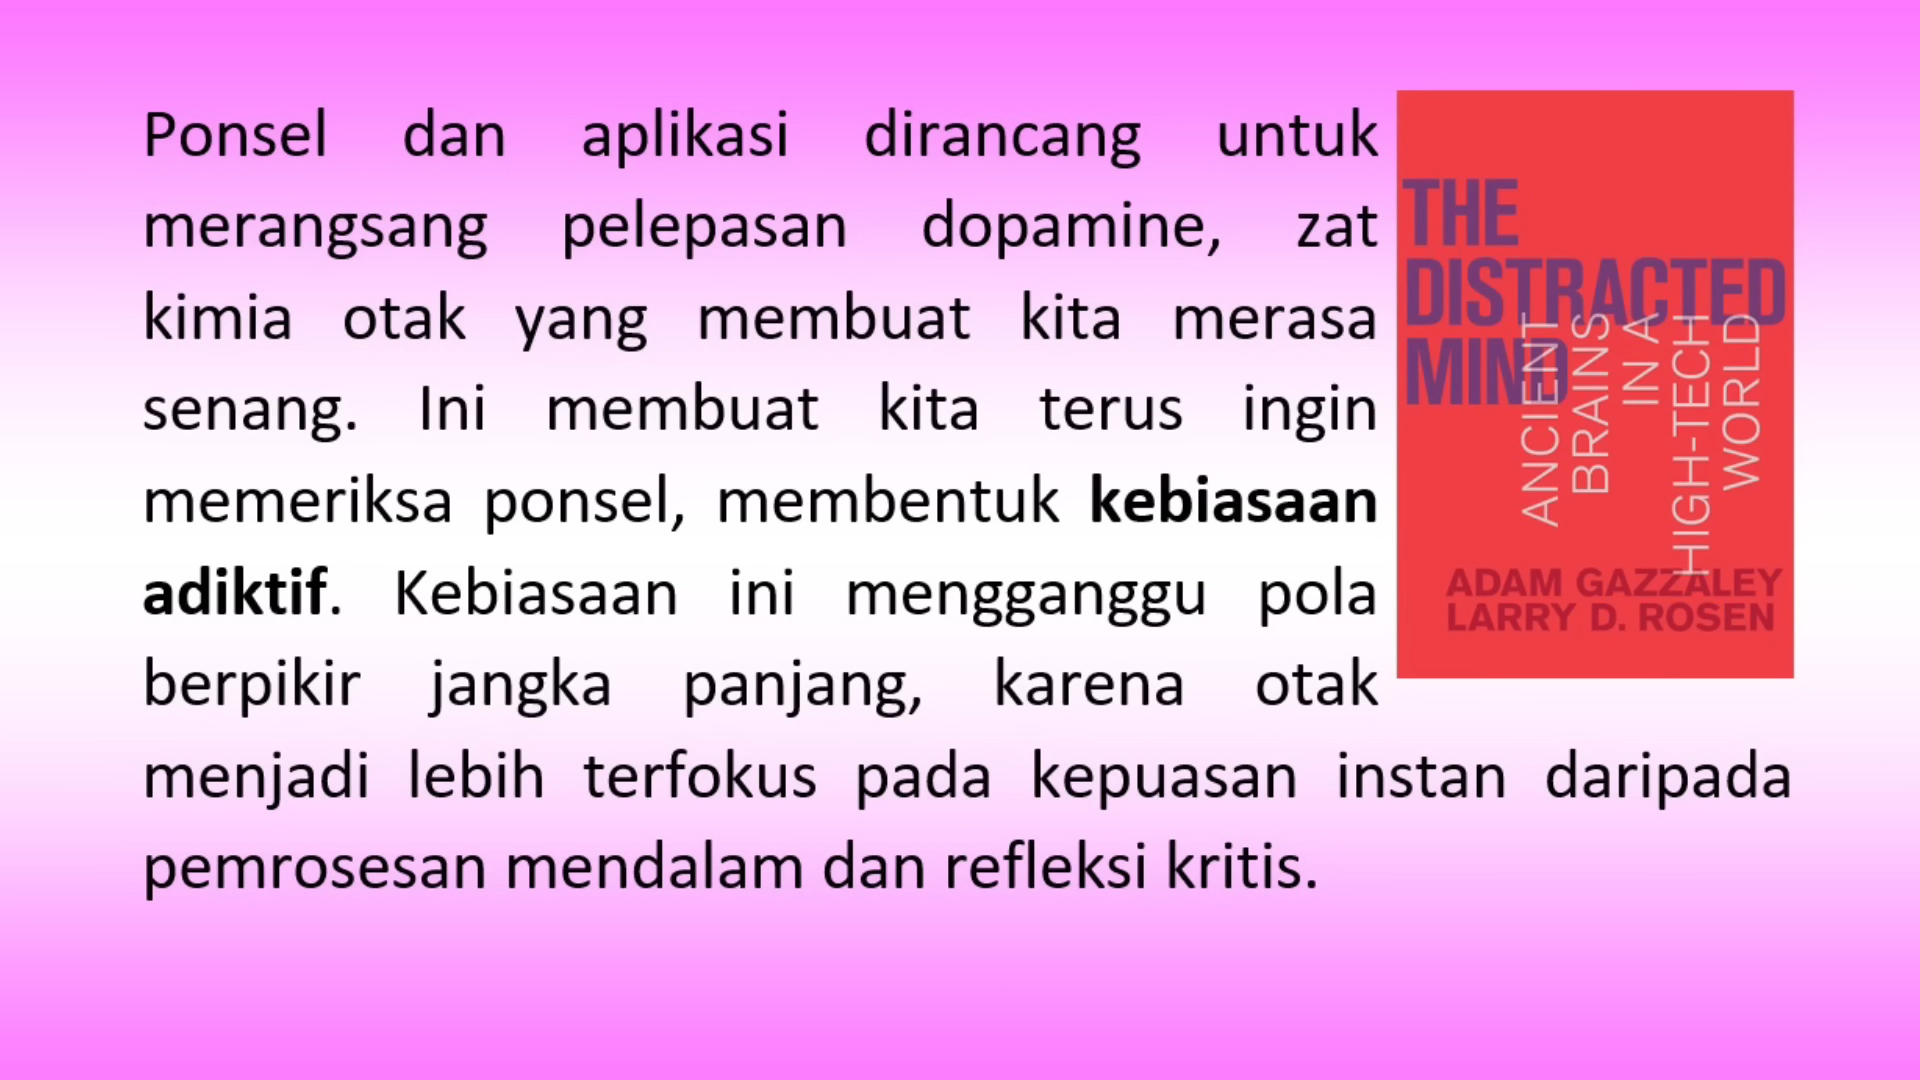 Ponsel dan aplikasi dirancang untuk
merangsang pelepasan dopamine, zat
kimia otak yang membuat kita merasa
senang. Ini membuat kita terus ingin
memeriksa ponsel, membentuk kebiasaan
adiktif. Kebiasaan ini mengganggu pola
berpikir jangka panjang, karena otak
menjadi lebih terfokus pada kepuasan instan daripada
pemrosesan mendalam dan refleksi kritis.
THE
DISTRACTED
MIND
ANCIENT
BRAINS
IN A
HIGH-TECH
WORLD
ADAM GAZZALEY
LARRY D. ROSEN